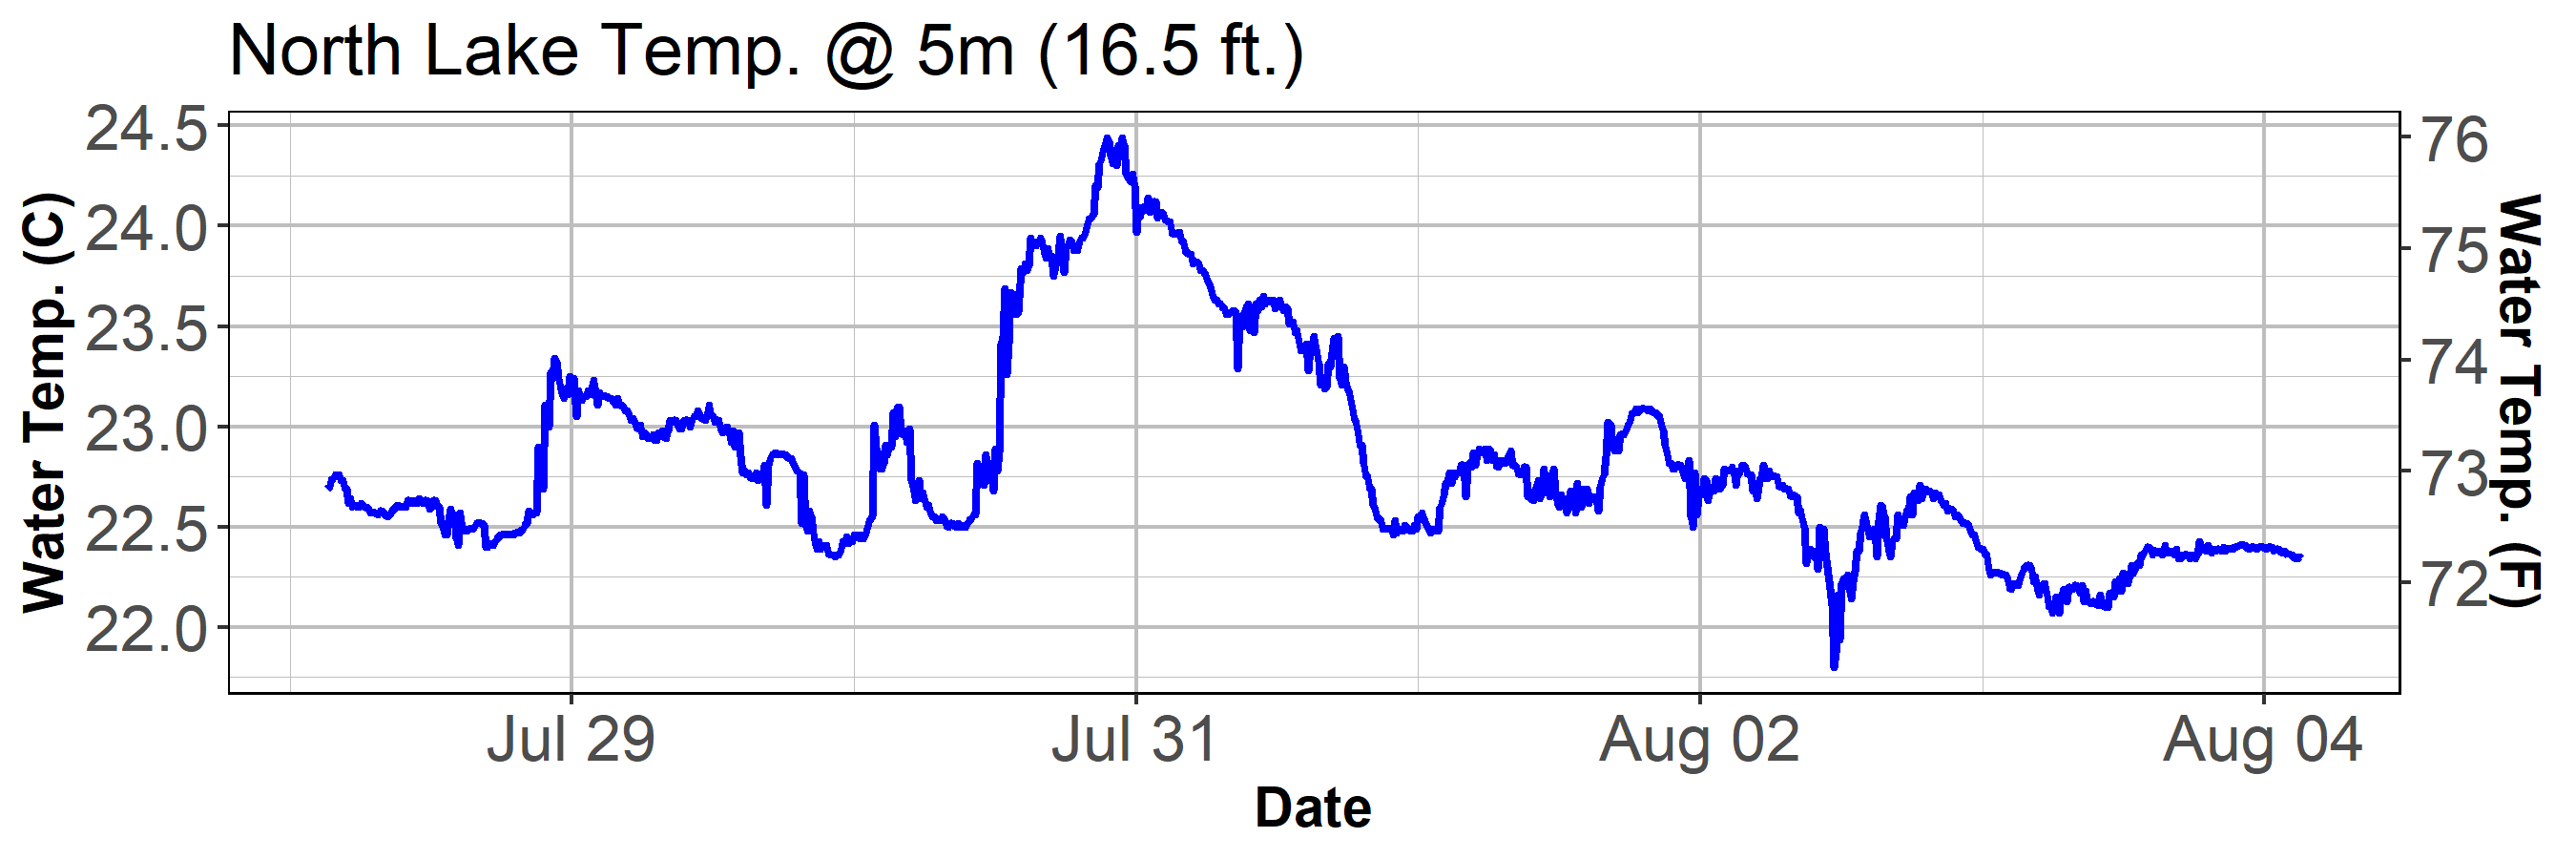 North Lake Temp. @ 5m (16.5 ft.)
Water Temp. (C)
24.5
24.0
23.5
23.0
22.5
22.0
76
75
74
73
72
Water Temp. (F)
Jul 29
Jul 31
Aug 02
Aug 04
Date